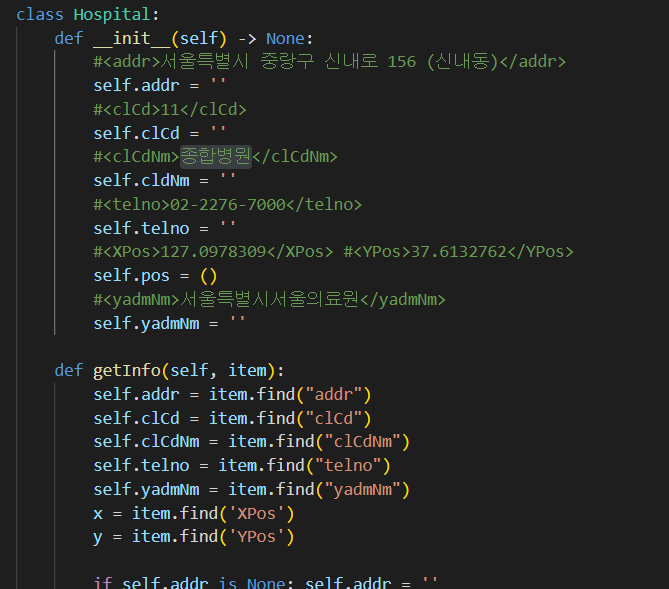 class Hospital:
    def __init__(self) -> None:
        #<addr>서울특별시 중랑구 신내로 156 (신내동)</addr>
        self.addr = ''
        #<clCd>11</clCd>
        self.clCd = ''
        #<clCdNm>종합병원</clCdNm>
        self.cldNm = ''
        #<telno>02-2276-7000</telno>
        self.telno = ''
        #<XPos>127.0978309</XPos> #<YPos>37.6132762</YPos>
        self.pos = ()
        #<yadmNm>서울특별시서울의료원</yadmNm>
        self.yadmNm = ''

    def getInfo(self, item):
        self.addr = item.find("addr")
        self.clCd = item.find("clCd")
        self.clCdNm = item.find("clCdNm")
        self.telno = item.find("telno")
        self.yadmNm = item.find("yadmNm")
        x = item.find('XPos')
        y = item.find('YPos')

        if self.addr is None: self.addr = ''